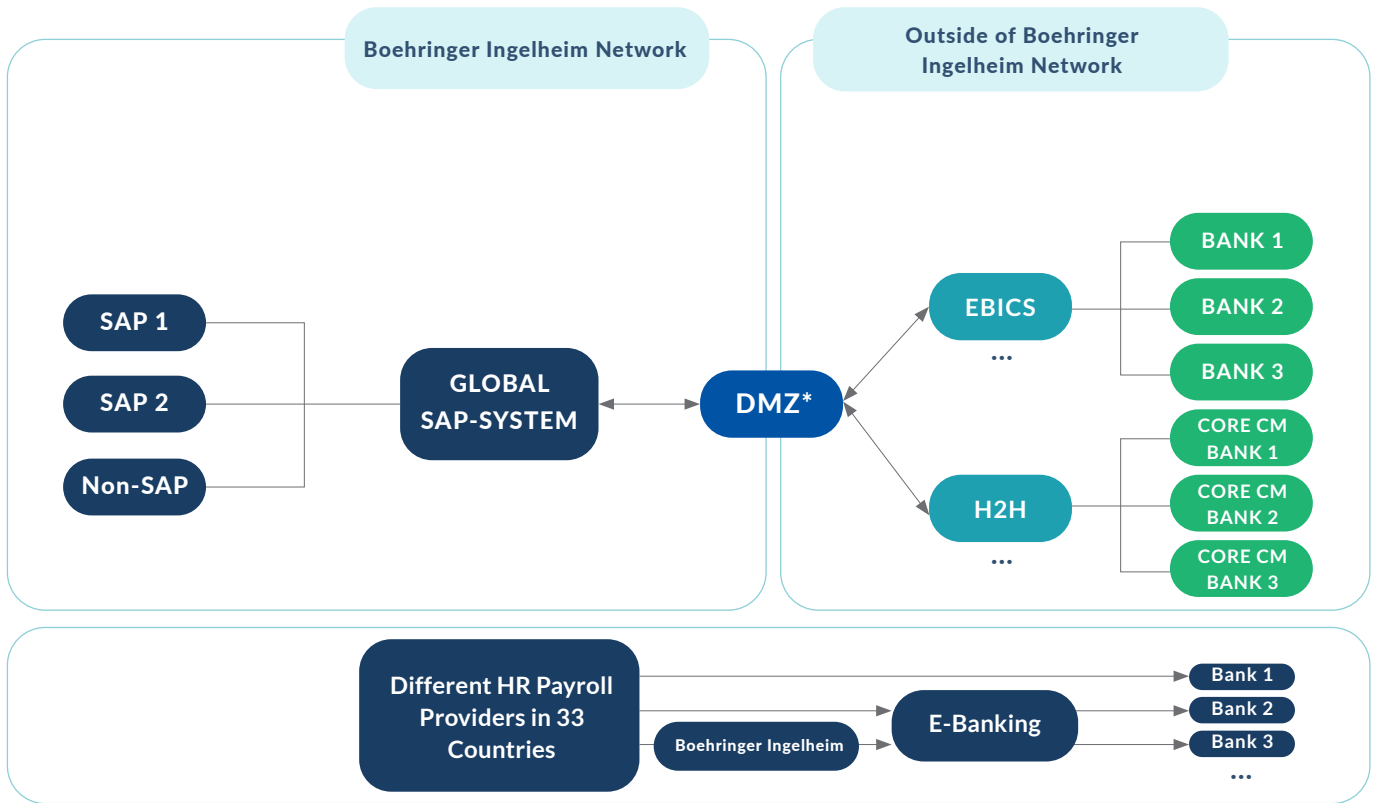 Boehringer Ingelheim Network
Outside of Boehringer
Ingelheim Network
SAP 1
SAP 2
Non-SAP
GLOBAL
SAP-SYSTEM
DMZ*
EBICS
...
H2H
...
BANK 1
BANK 2
BANK 3
CORE CM
BANK 1
CORE CM
BANK 2
CORE CM
BANK 3
Different HR Payroll
Providers in 33
Countries
Boehringer Ingelheim
E-Banking
Bank 1
Bank 2
Bank 3
...